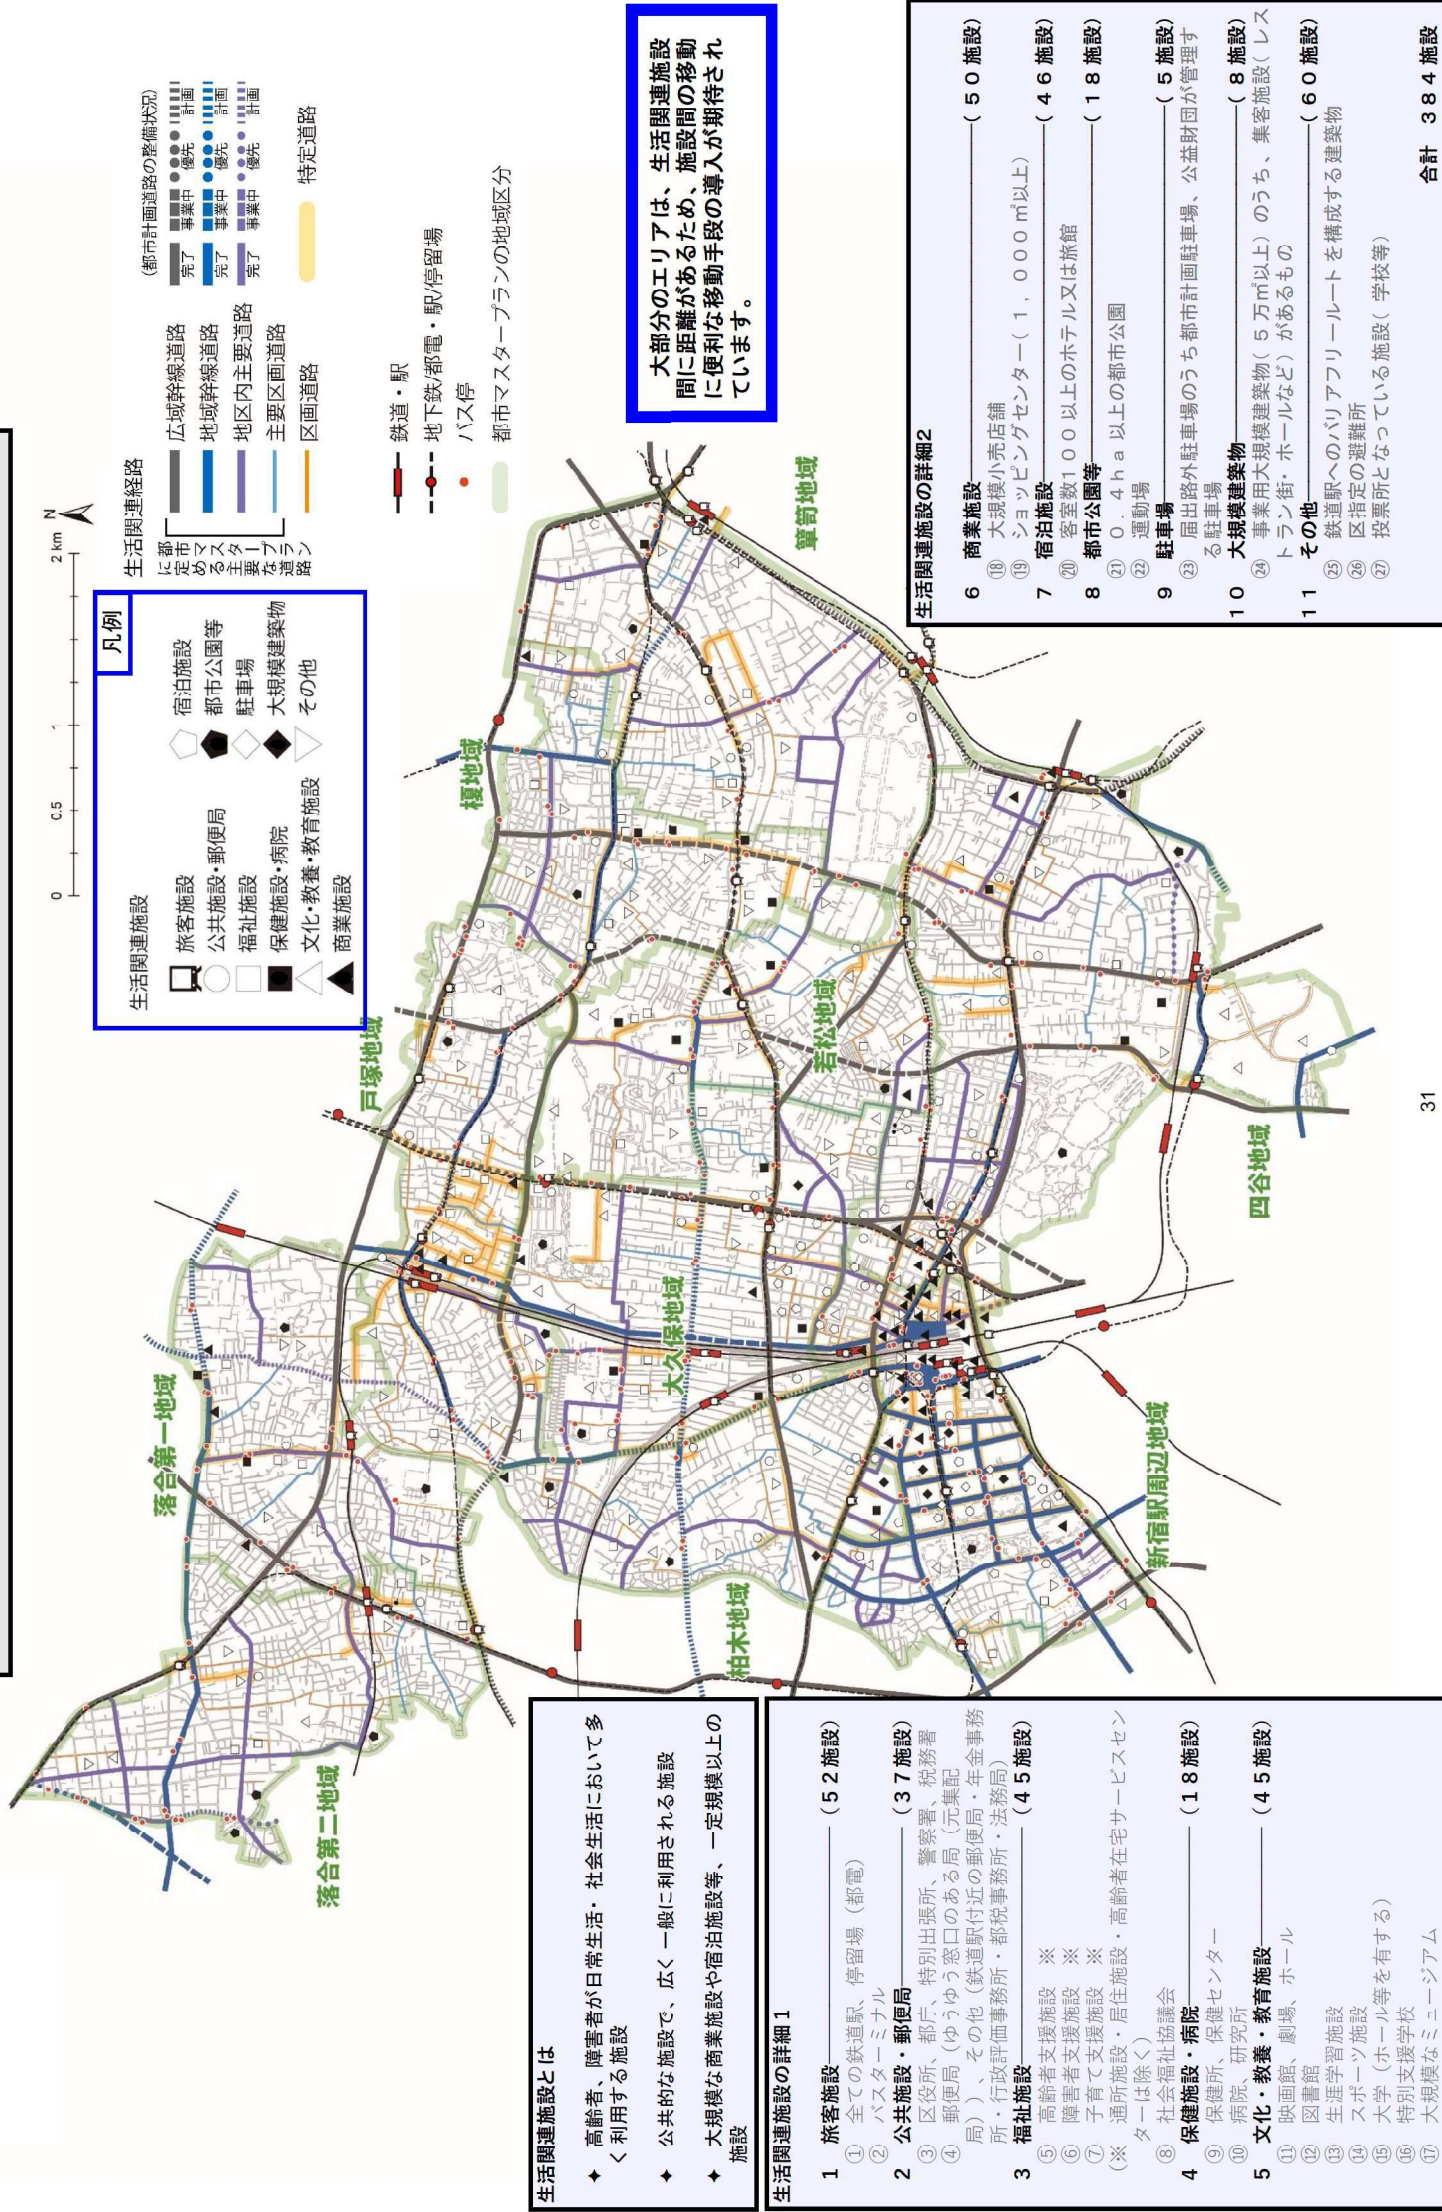 凡例
生活関連施設
旅客施設
公共施設・郵便局
福祉施設
保健施設・病院
文化・教養・教育施設
商業施設
宿泊施設
都市公園等
駐車場
大規模建築物
その他
0 0.5 1 2 km
N
生活関連経路
(都市計画道路の整備状況)
都市マスタープラン
に定める主要な道路
広域幹線道路
完了 事業中 優先 計画
地域幹線道路
完了 事業中 優先 計画
地区内主要道路
完了 事業中 優先 計画
主要区画道路
区画道路
特定道路
鉄道・駅
地下鉄/都電・駅/停留場
バス停
都市マスタープランの地域区分
大部分のエリアは、生活関連施設
間に距離があるため、施設間の移動
に便利な移動手段の導入が期待され
ています。
落合第二地域
落合第一地域
戸塚地域
榎地域
箪笥地域
大久保地域
若松地域
柏木地域
新宿駅周辺地域
四谷地域
生活関連施設とは
✦ 高齢者、障害者が日常生活・社会生活において多
く利用する施設
✦ 公共的な施設で、広く一般に利用される施設
✦ 大規模な商業施設や宿泊施設等、一定規模以上の
施設
生活関連施設の詳細1
1 旅客施設――――（52施設）
① 全ての鉄道駅、停留場（都電）
② バスターミナル
2 公共施設・郵便局――――（37施設）
③ 区役所、都庁、特別出張所、警察署、税務署
④ 郵便局（ゆうゆう窓口のある局（元集配
局））、その他（鉄道駅付近の郵便局・年金事務
所・行政評価事務所・都税事務所・法務局）
3 福祉施設――――（45施設）
⑤ 高齢者支援施設 ※
⑥ 障害者支援施設 ※
⑦ 子育て支援施設 ※
（※ 通所施設・居住施設・高齢者在宅サービスセン
ターは除く）
⑧ 社会福祉協議会
4 保健施設・病院――――（18施設）
⑨ 保健所、保健センター
⑩ 病院、研究所
5 文化・教養・教育施設――――（45施設）
⑪ 映画館、劇場、ホール
⑫ 図書館
⑬ 生涯学習施設
⑭ スポーツ施設
⑮ 大学（ホール等を有する）
⑯ 特別支援学校
⑰ 大規模なミュージアム
生活関連施設の詳細2
6 商業施設――――（50施設）
⑱ 大規模小売店舗
⑲ ショッピングセンター（1,000㎡以上）
7 宿泊施設――――（46施設）
⑳ 客室数100以上のホテル又は旅館
8 都市公園等――――（18施設）
㉑ 0.4ha以上の都市公園
㉒ 運動場
9 駐車場――――（5施設）
㉓ 届出路外駐車場のうち都市計画駐車場、公益財団が管理す
る駐車場
10 大規模建築物――――（8施設）
㉔ 事業用大規模建築物（5万㎡以上）のうち、集客施設（レス
トラン街・ホールなど）があるもの
11 その他――――（60施設）
㉕ 鉄道駅へのバリアフリールートを構成する建築物
㉖ 区指定の避難所
㉗ 投票所となっている施設（学校等）
合計 384施設
31